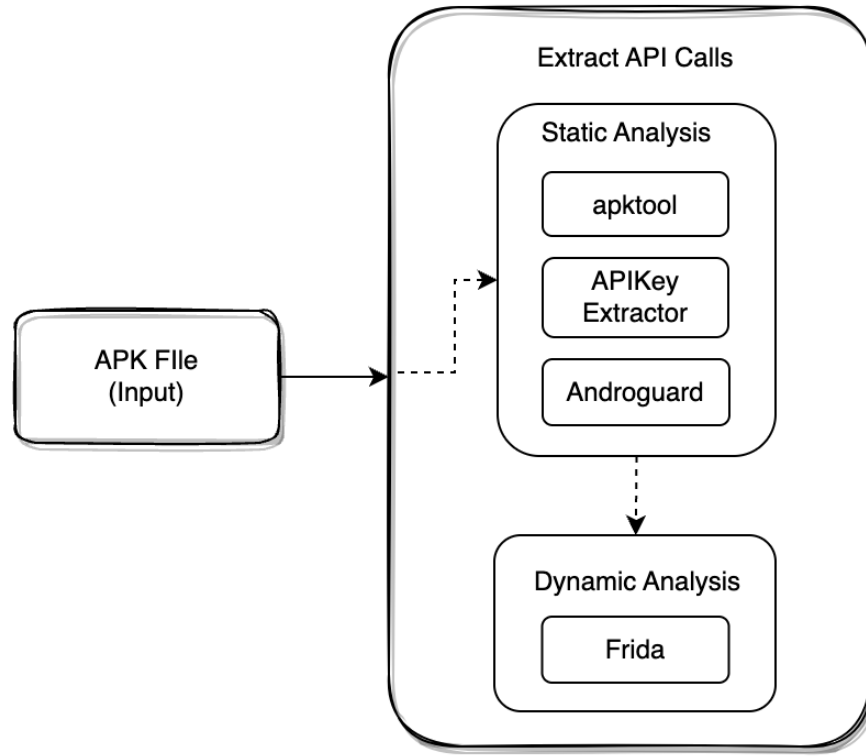 Extract API Calls
Static Analysis
apktool
APIKey
Extractor
Androguard
APK FIle
(Input)
Dynamic Analysis
Frida